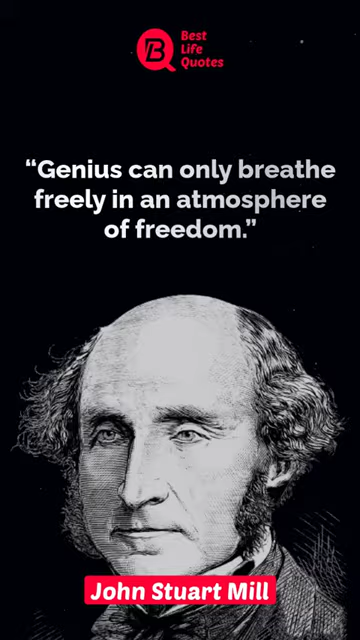 Best
Life
Quotes
“Genius can only breathe
freely in an atmosphere
of freedom.”
John Stuart Mill